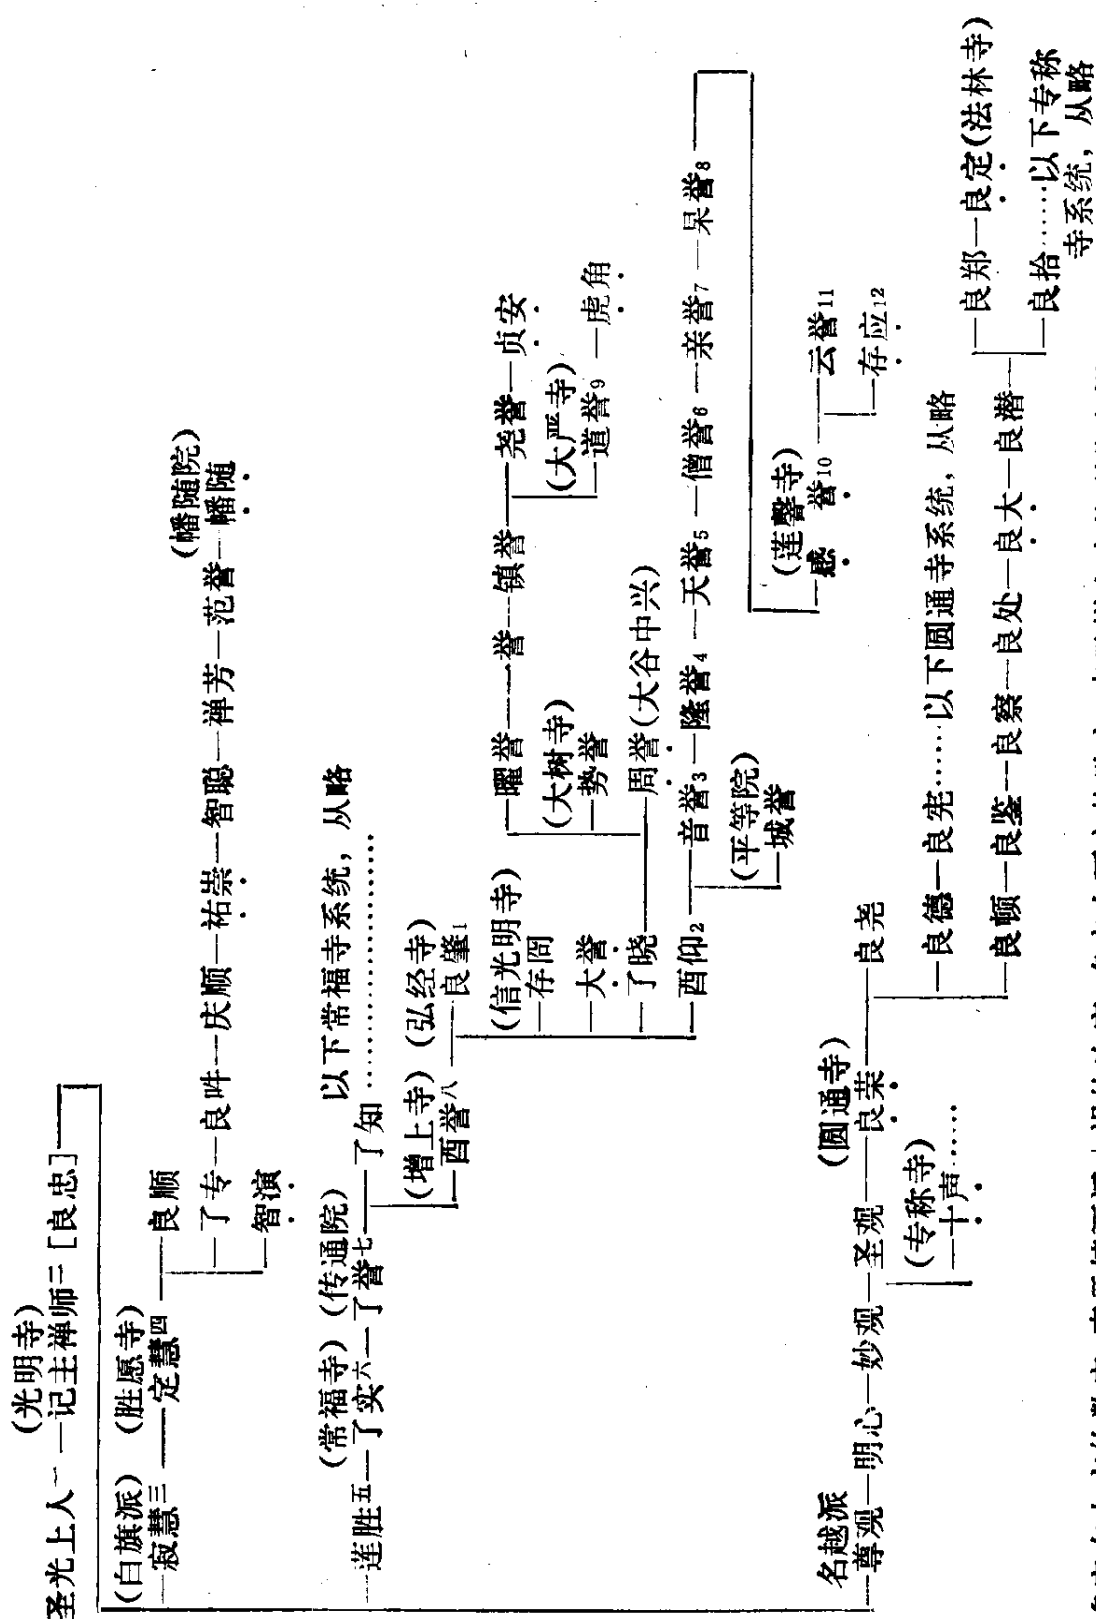 (光明寺)
圣光上人一—记主禅师二[良忠]
(白旗派) (胜愿寺)
寂慧三——定慧四——良顺
了专—良吽—庆顺—祐崇—智聪—禅芳—范誉—幡随
(幡随院)
智演
(常福寺) (传通院)
莲胜五—了实六—了誉七—了知…………
以下常福寺系统，从略
(增上寺) (弘经寺)
酉誉八——良肇1
(信光明寺)
存冏
大誉
了晓
曜誉——一誉——镇誉——尧誉—贞安
(大严寺)
道誉9—虎角
(大树寺)
势誉
周誉(大谷中兴)
酉仰2——音誉3—隆誉4—天誉5—僧誉6—亲誉7—杲誉8
(平等院)
城誉
(莲馨寺)
感誉10——云誉11
存应12
名越派
尊观—明心—妙观—圣观——良荣——良尧
(圆通寺)
(专称寺)
十声……
良德—良宪……以下圆通寺系统，从略
良顿—良鉴—良察—良处—良大—良潜
良郑—良定(法林寺)
良拾……以下专称
寺系统，从略